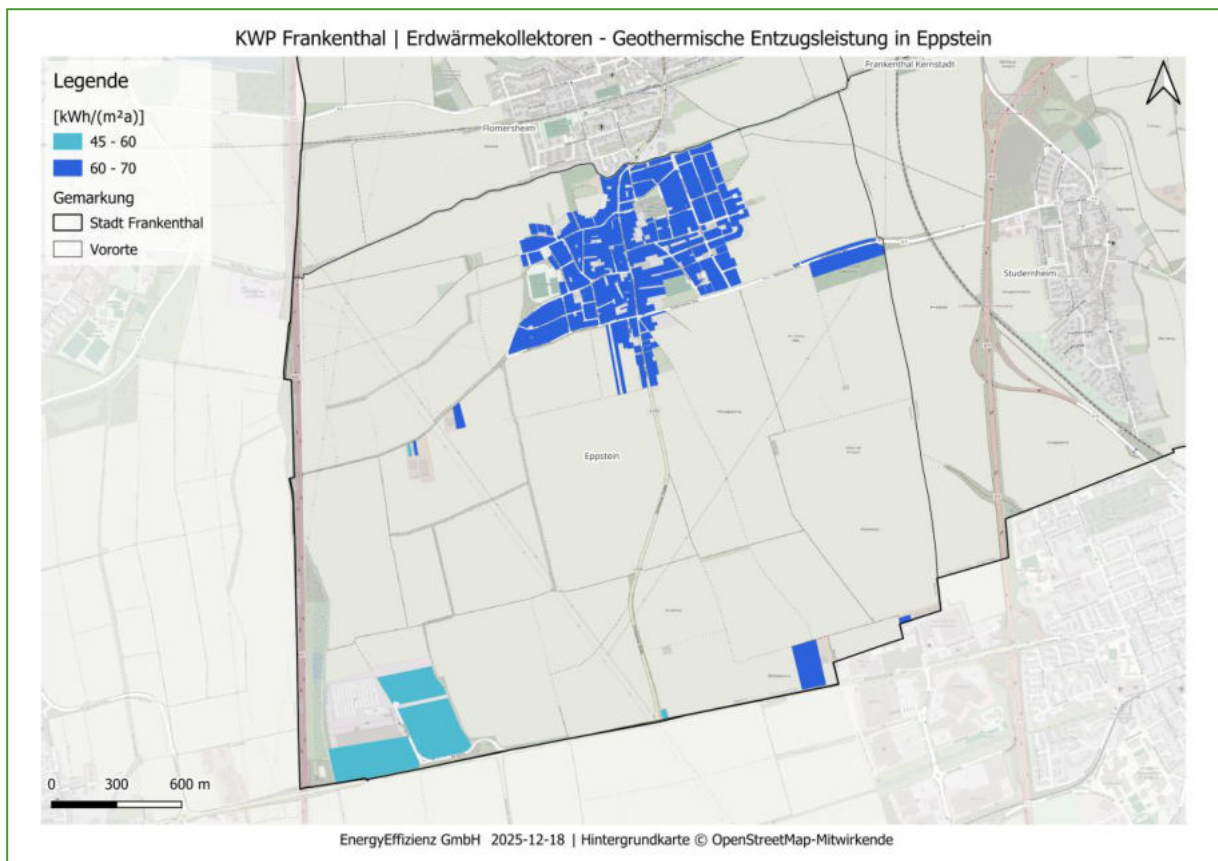 KWP Frankenthal | Erdwärmekollektoren - Geothermische Entzugsleistung in Eppstein
Legende
[kWh/(m²a)]
45 - 60
60 - 70
Gemarkung
Stadt Frankenthal
Vororte
Frankenthal Kernstadt
Flomersheim
Studernheim
Eppstein
0 300 600 m
EnergyEffizienz GmbH 2025-12-18 | Hintergrundkarte © OpenStreetMap-Mitwirkende